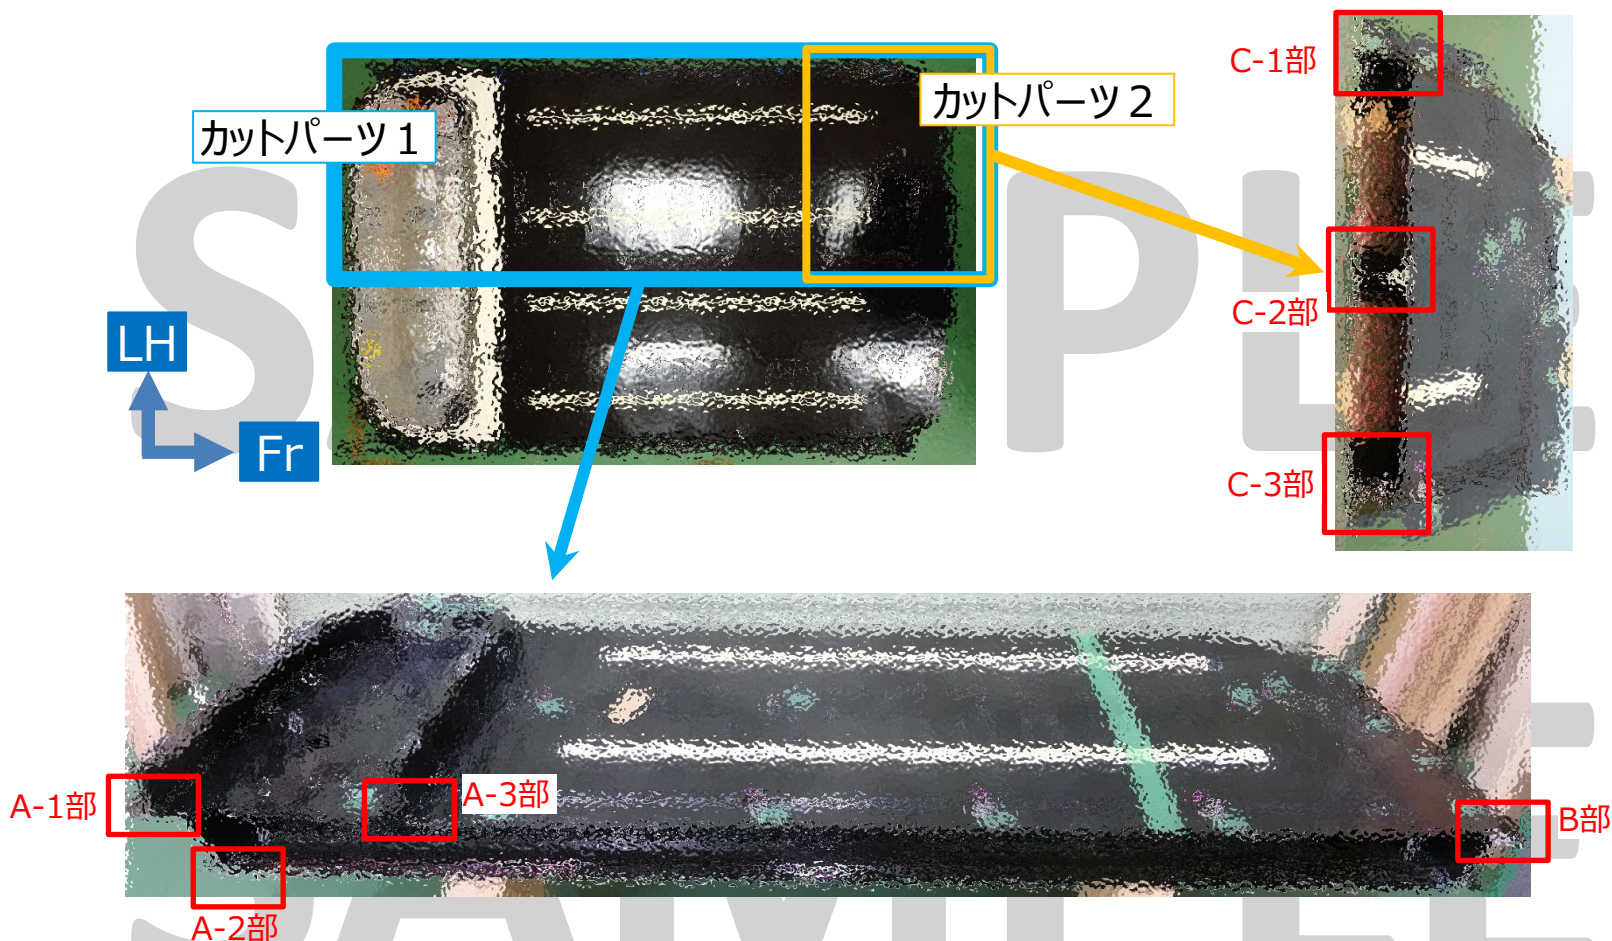 C-1部
カットパーツ２
カットパーツ１
SAMPLE
C-2部
LH
Fr
C-3部
A-3部
A-1部
B部
A-2部
SAMPLE